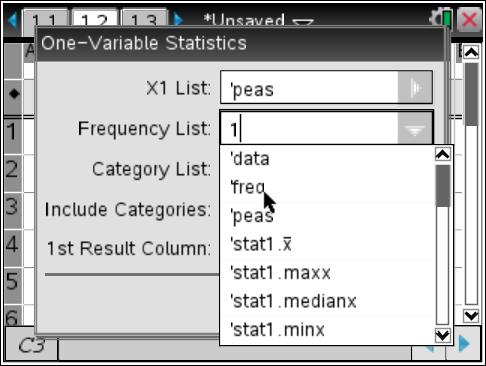 1.1 1.2 1.3 *Unsaved
One-Variable Statistics
X1 List: 'peas
Frequency List: 1
Category List:
Include Categories:
1st Result Column:
'data
'freq
'peas
'stat1.x̄
'stat1.maxx
'stat1.medianx
'stat1.minx
1
2
3
4
5
6
C3